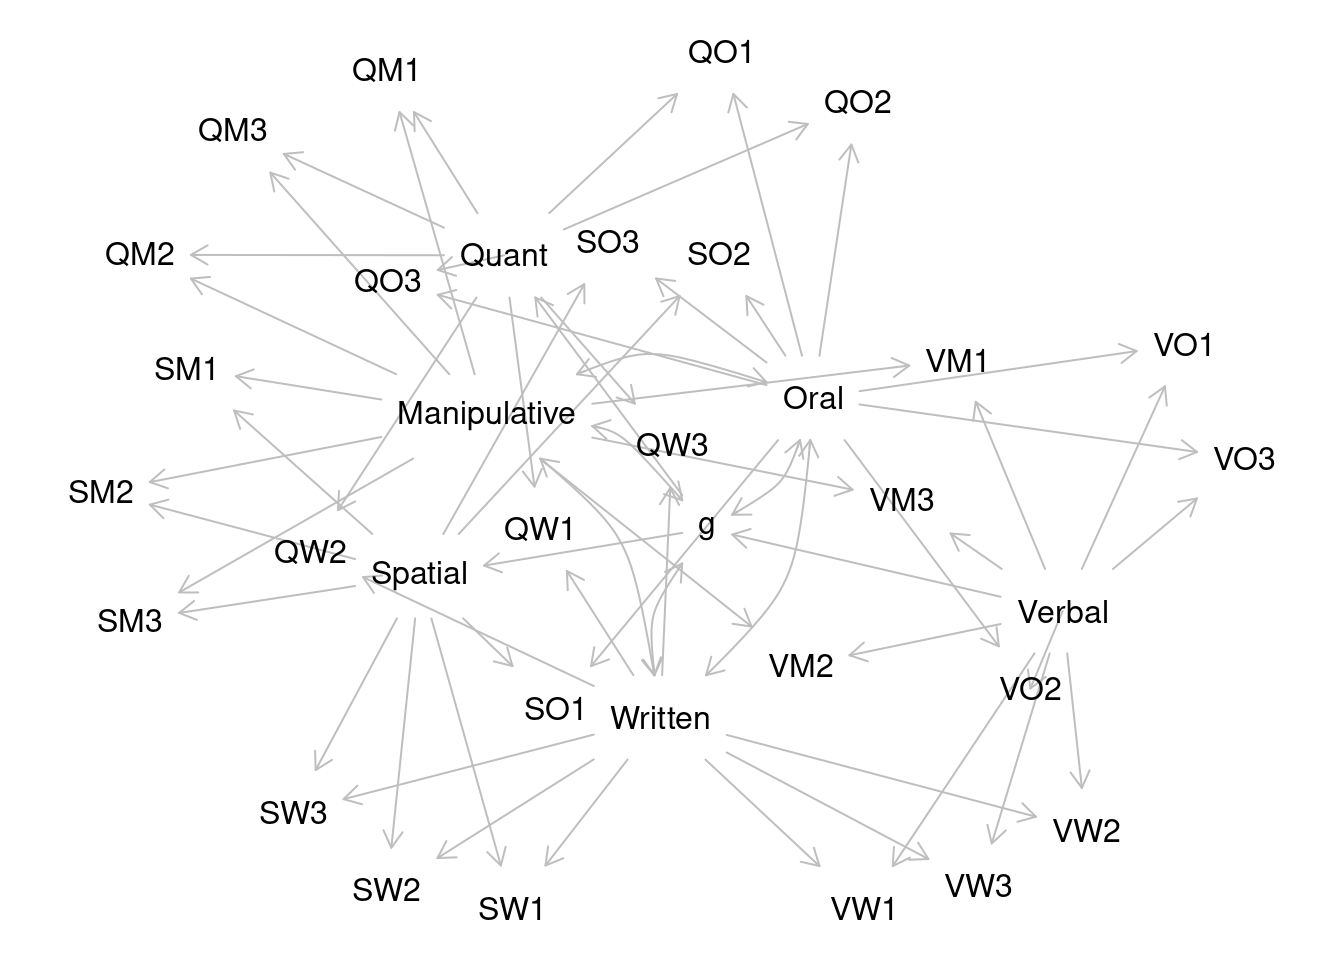 QO1
QM1
QO2
QM3
SO3
SO2
QM2
Quant
QO3
VO1
VM1
SM1
Oral
Manipulative
QW3
VO3
SM2
VM3
g
QW1
QW2
Spatial
Verbal
SM3
VM2
VO2
SO1
Written
SW3
VW2
VW3
SW2
SW1
VW1